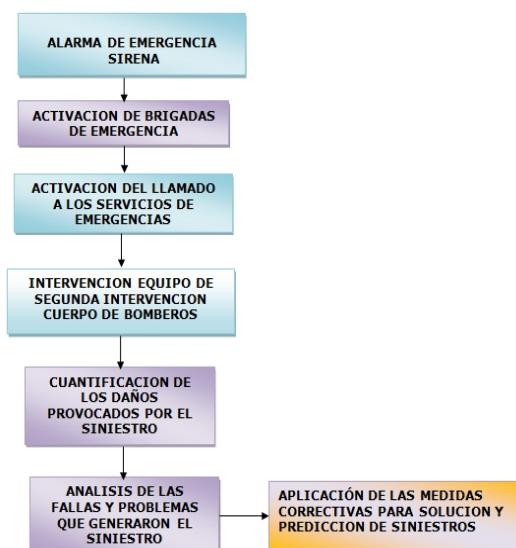 ALARMA DE EMERGENCIA
SIRENA
ACTIVACION DE BRIGADAS
DE EMERGENCIA
ACTIVACION DEL LLAMADO
A LOS SERVICIOS DE
EMERGENCIAS
INTERVENCION EQUIPO DE
SEGUNDA INTERVENCION
CUERPO DE BOMBEROS
CUANTIFICACION DE
LOS DAÑOS
PROVOCADOS POR EL
SINIESTRO
ANALISIS DE LAS
FALLAS Y PROBLEMAS
QUE GENERARON EL
SINIESTRO
APLICACIÓN DE LAS MEDIDAS
CORRECTIVAS PARA SOLUCION Y
PREDICCION DE SINIESTROS